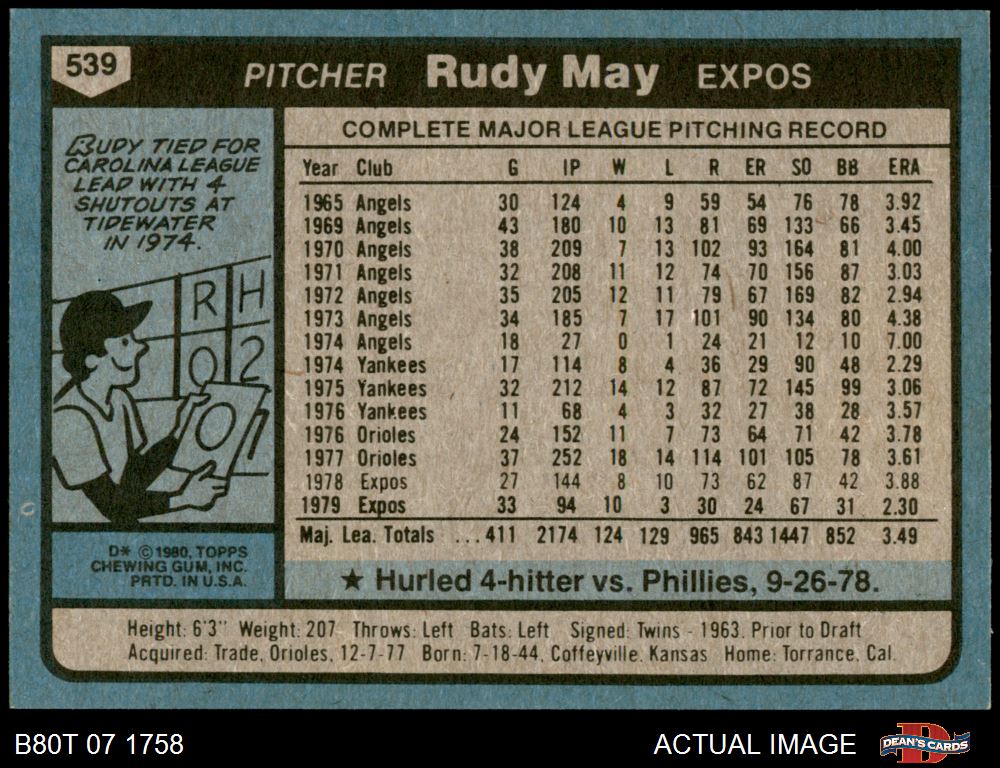 539
PITCHER Rudy May EXPOS
RUDY TIED FOR
CAROLINA LEAGUE
LEAD WITH 4
SHUTOUTS AT
TIDEWATER
IN 1974.
R H
0 2
0 7
D* © 1980, TOPPS
CHEWING GUM, INC.
PRTD. IN U.S.A.
COMPLETE MAJOR LEAGUE PITCHING RECORD
Year Club G IP W L R ER SO BB ERA
1965 Angels 30 124 4 9 59 54 76 78 3.92
1969 Angels 43 180 10 13 81 69 133 66 3.45
1970 Angels 38 209 7 13 102 93 164 81 4.00
1971 Angels 32 208 11 12 74 70 156 87 3.03
1972 Angels 35 205 12 11 79 67 169 82 2.94
1973 Angels 34 185 7 17 101 90 134 80 4.38
1974 Angels 18 27 0 1 24 21 12 10 7.00
1974 Yankees 17 114 8 4 36 29 90 48 2.29
1975 Yankees 32 212 14 12 87 72 145 99 3.06
1976 Yankees 11 68 4 3 32 27 38 28 3.57
1976 Orioles 24 152 11 7 73 64 71 42 3.78
1977 Orioles 37 252 18 14 114 101 105 78 3.61
1978 Expos 27 144 8 10 73 62 87 42 3.88
1979 Expos 33 94 10 3 30 24 67 31 2.30
Maj. Lea. Totals ...411 2174 124 129 965 843 1447 852 3.49
★ Hurled 4-hitter vs. Phillies, 9-26-78.
Height: 6'3" Weight: 207 Throws: Left Bats: Left Signed: Twins - 1963, Prior to Draft
Acquired: Trade, Orioles, 12-7-77 Born: 7-18-44, Coffeyville, Kansas Home: Torrance, Cal.
B80T 07 1758
ACTUAL IMAGE
DEAN'S CARDS